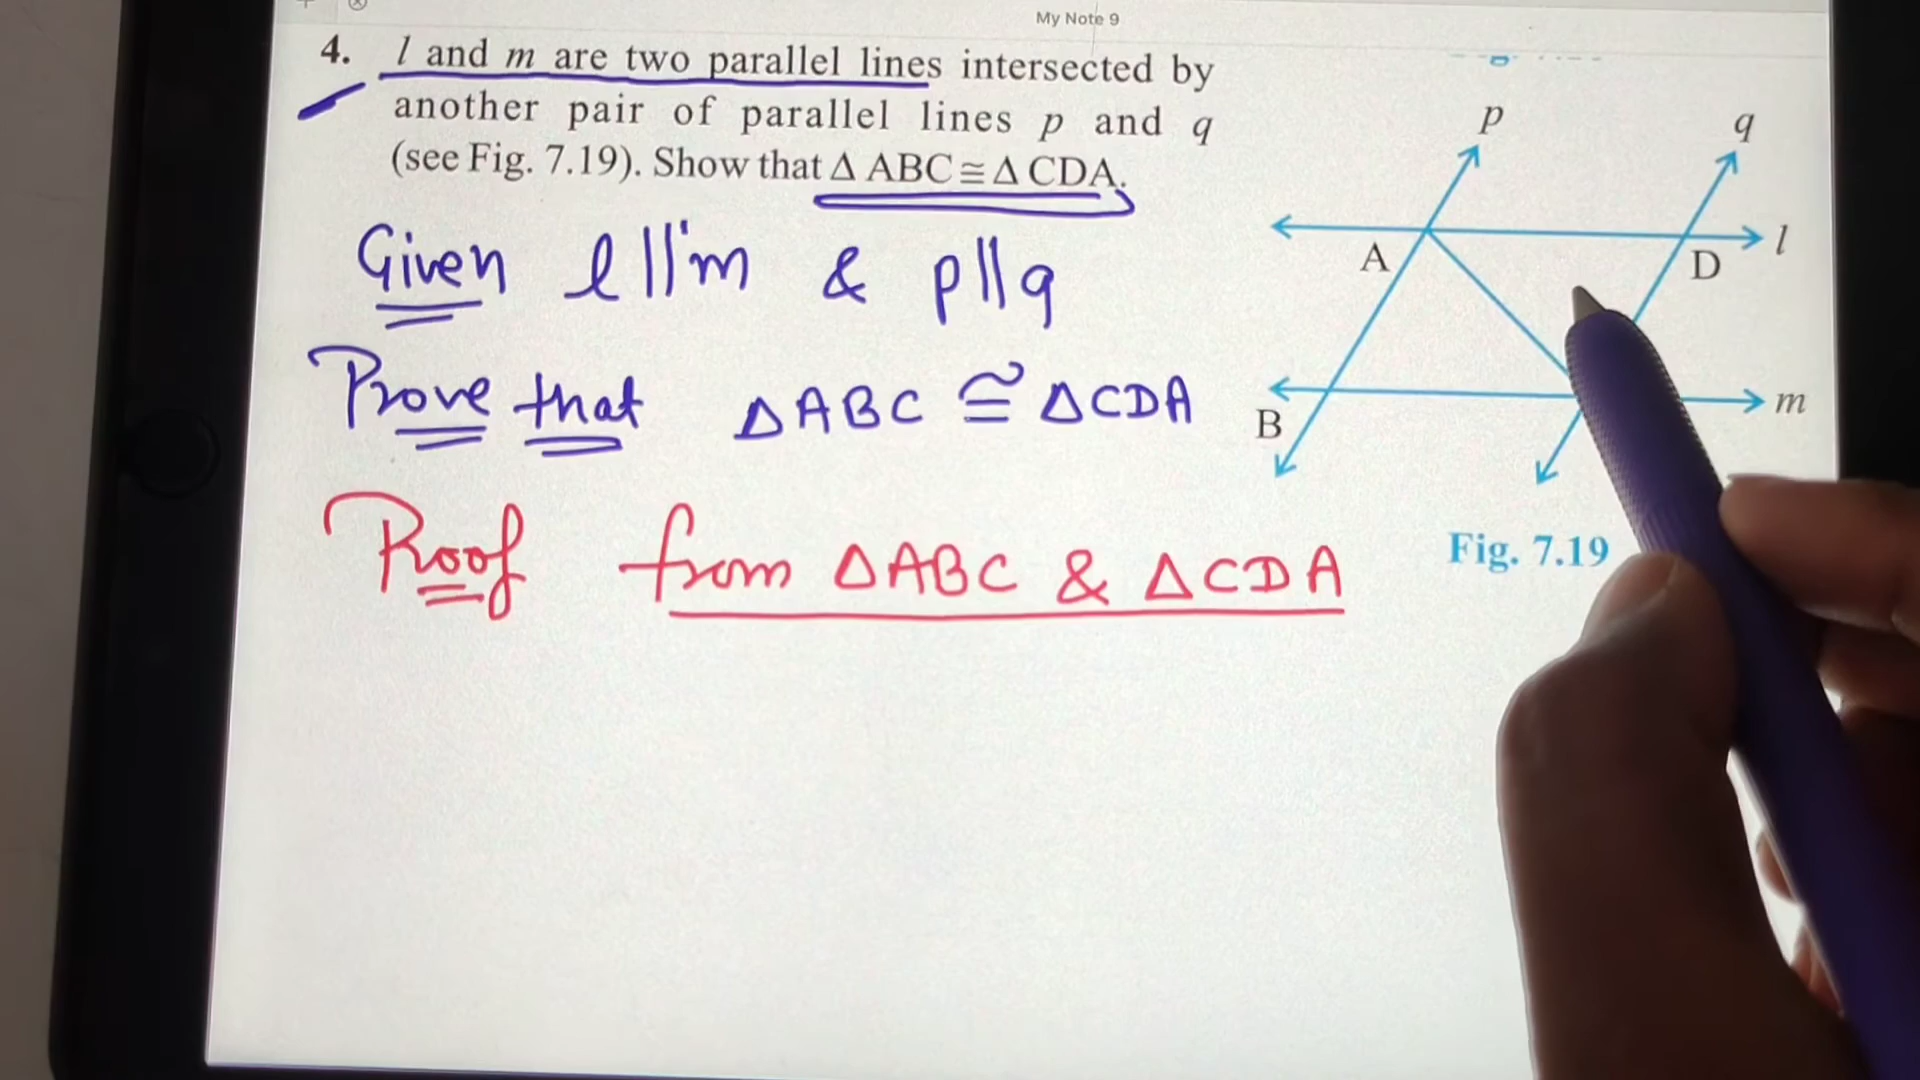 My Note 9
4. l and m are two parallel lines intersected by
another pair of parallel lines p and q
(see Fig. 7.19). Show that Δ ABC ≅ Δ CDA.
Given l || m & p || q
Prove that ΔABC ≅ ΔCDA
Proof from ΔABC & ΔCDA
p
q
A
D
l
B
m
Fig. 7.19